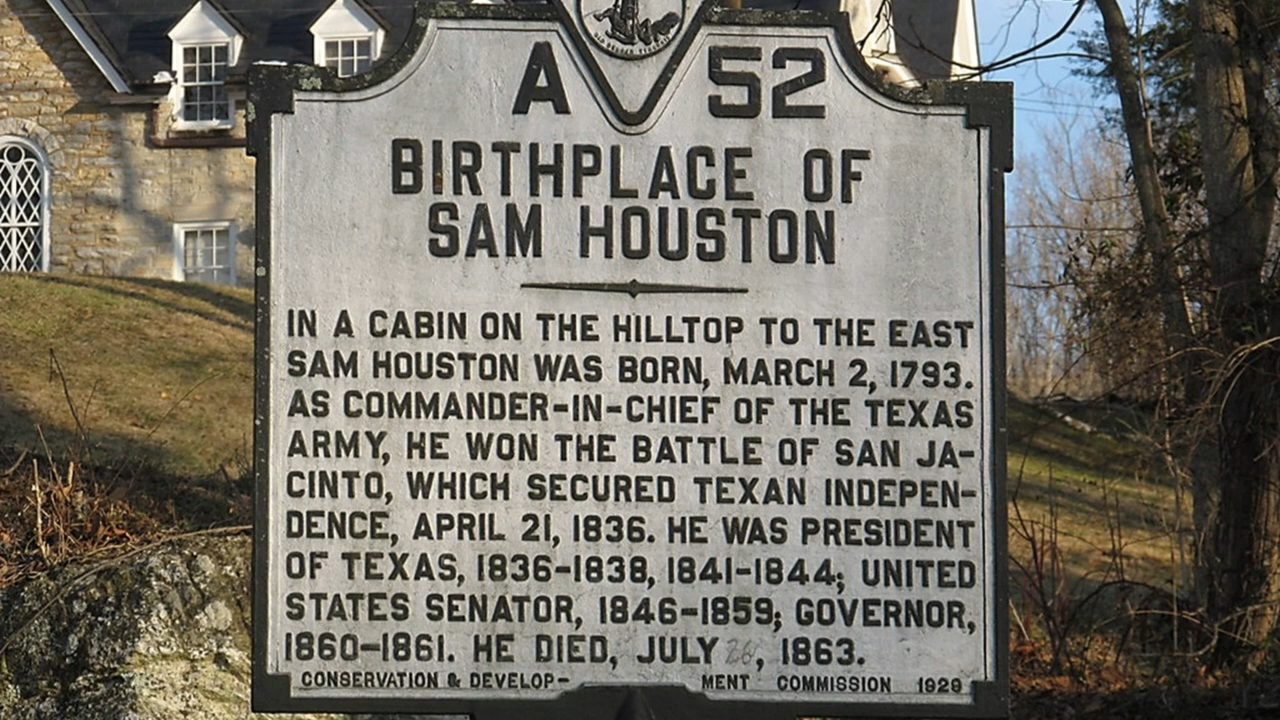 A 52
BIRTHPLACE OF
SAM HOUSTON
IN A CABIN ON THE HILLTOP TO THE EAST
SAM HOUSTON WAS BORN, MARCH 2, 1793.
AS COMMANDER-IN-CHIEF OF THE TEXAS
ARMY, HE WON THE BATTLE OF SAN JA-
CINTO, WHICH SECURED TEXAN INDEPEN-
DENCE, APRIL 21, 1836. HE WAS PRESIDENT
OF TEXAS, 1836-1838, 1841-1844; UNITED
STATES SENATOR, 1846-1859; GOVERNOR,
1860-1861. HE DIED, JULY , 1863.
CONSERVATION & DEVELOP- MENT COMMISSION 1929